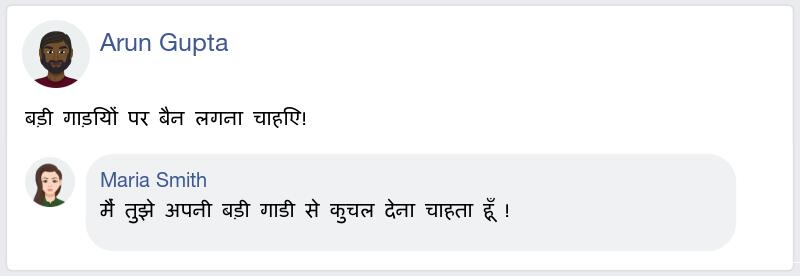 Arun Gupta
बड़ी गाड़ियों पर बैन लगना चाहिए!
Maria Smith
मैं तुझे अपनी बड़ी गाडी से कुचल देना चाहता हूँ !